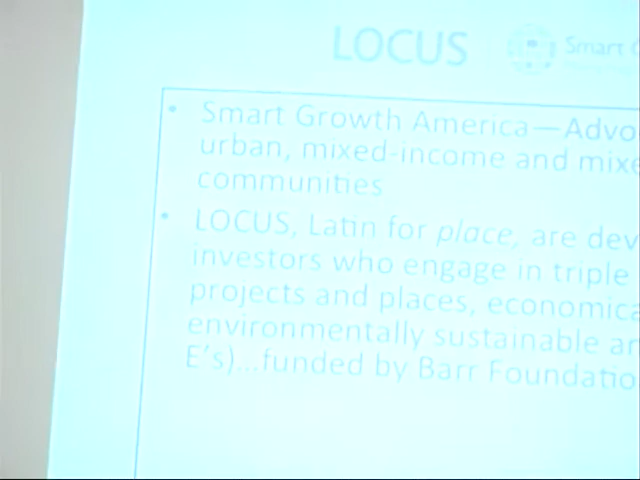 LOCUS
Smart
• Smart Growth America—Advo
urban, mixed-income and mixe
communities
• LOCUS, Latin for place, are dev
investors who engage in triple
projects and places, economica
environmentally sustainable an
E's)...funded by Barr Foundatio